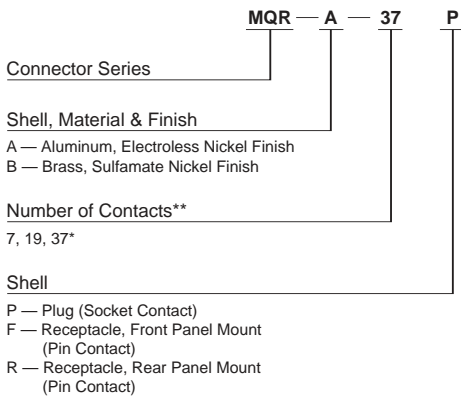 MQR — A — 37 P
Connector Series
Shell, Material & Finish
A — Aluminum, Electroless Nickel Finish
B — Brass, Sulfamate Nickel Finish
Number of Contacts**
7, 19, 37*
Shell
P — Plug (Socket Contact)
F — Receptacle, Front Panel Mount
(Pin Contact)
R — Receptacle, Rear Panel Mount
(Pin Contact)